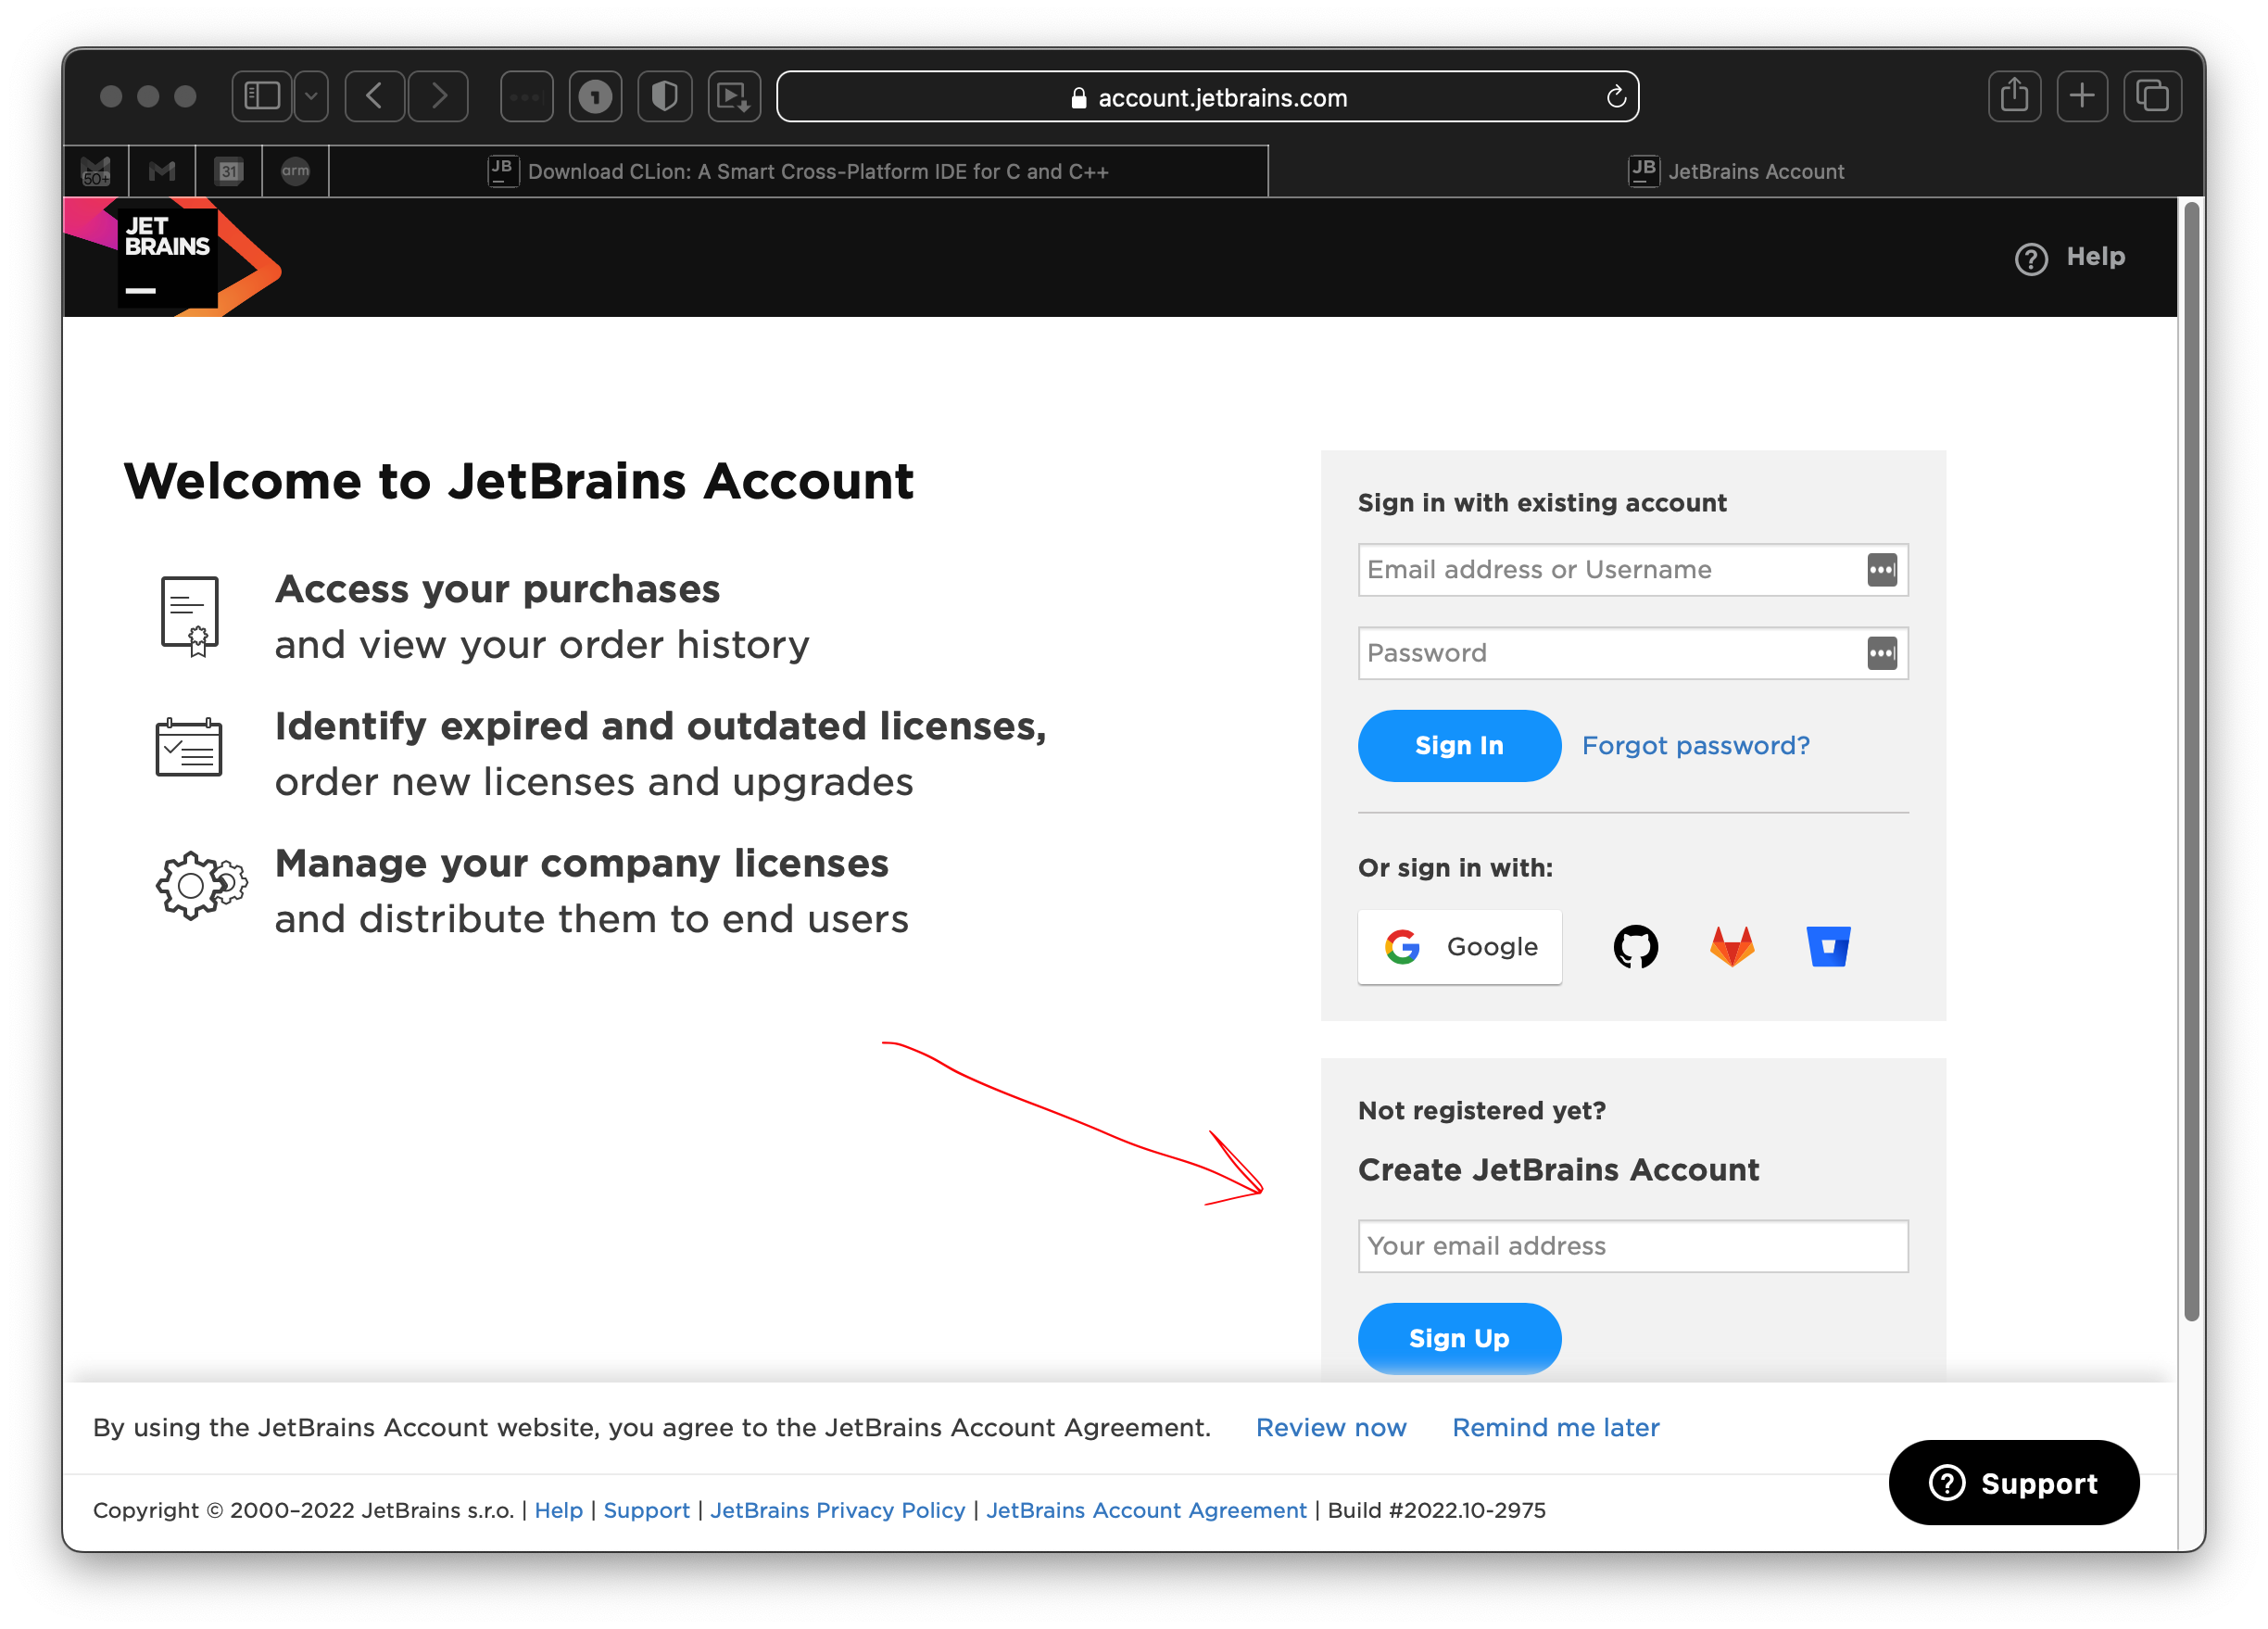 account.jetbrains.com
50+
31
arm
JB
Download CLion: A Smart Cross-Platform IDE for C and C++
JB
JetBrains Account
JET
BRAINS
Help
Welcome to JetBrains Account
Access your purchases
and view your order history
Identify expired and outdated licenses,
order new licenses and upgrades
Manage your company licenses
and distribute them to end users
Sign in with existing account
Email address or Username
Password
Sign In
Forgot password?
Or sign in with:
Google
Not registered yet?
Create JetBrains Account
Your email address
Sign Up
By using the JetBrains Account website, you agree to the JetBrains Account Agreement. Review now Remind me later
Support
Copyright © 2000–2022 JetBrains s.r.o. | Help | Support | JetBrains Privacy Policy | JetBrains Account Agreement | Build #2022.10-2975